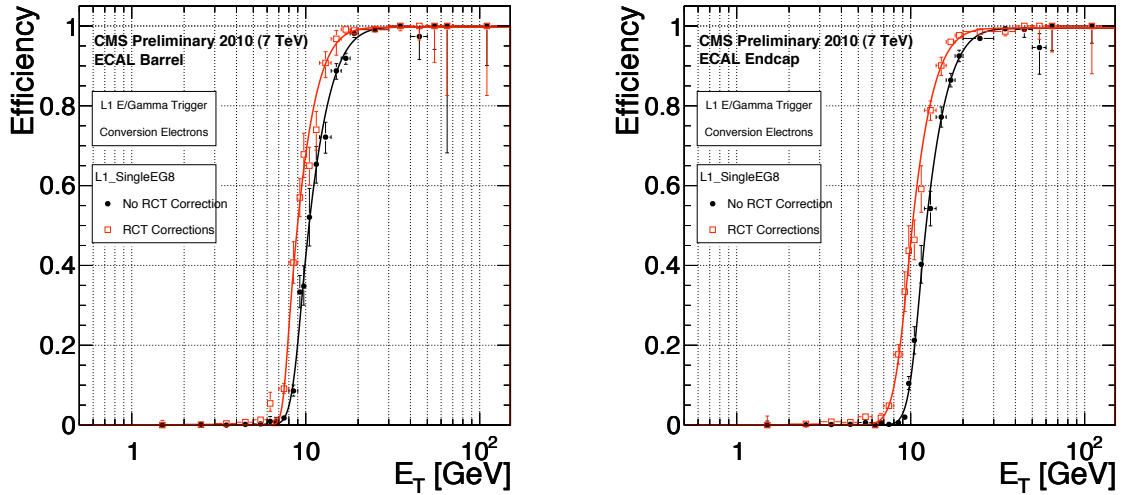 Efficiency
1
0.8
0.6
0.4
0.2
0
CMS Preliminary 2010 (7 TeV)
ECAL Barrel
L1 E/Gamma Trigger
Conversion Electrons
L1_SingleEG8
No RCT Correction
RCT Corrections
1
10
10²
E_T [GeV]
Efficiency
1
0.8
0.6
0.4
0.2
0
CMS Preliminary 2010 (7 TeV)
ECAL Endcap
L1 E/Gamma Trigger
Conversion Electrons
L1_SingleEG8
No RCT Correction
RCT Corrections
1
10
10²
E_T [GeV]